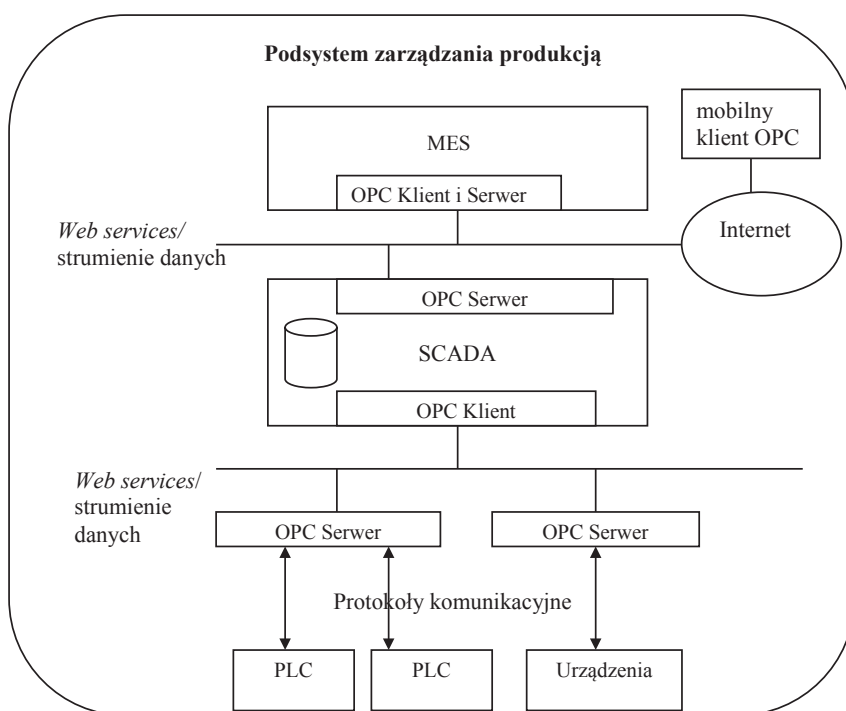 Podsystem zarządzania produkcją
mobilny
klient OPC
MES
OPC Klient i Serwer
Web services/
strumienie danych
Internet
OPC Serwer
SCADA
OPC Klient
Web services/
strumienie
danych
OPC Serwer
OPC Serwer
Protokoły komunikacyjne
PLC
PLC
Urządzenia